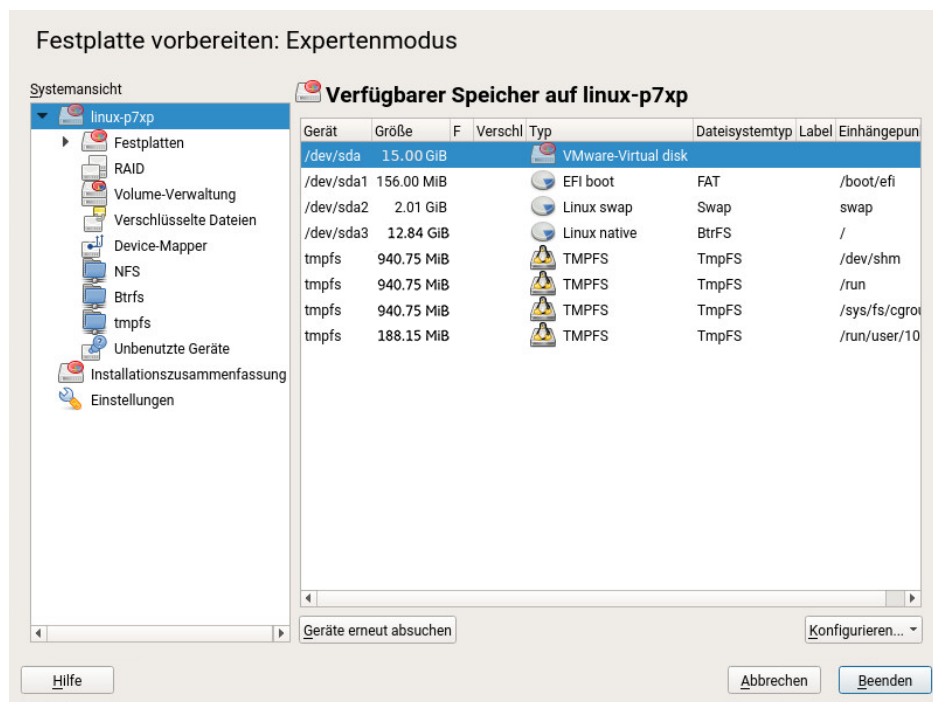 Festplatte vorbereiten: Expertenmodus
Systemansicht
linux-p7xp
Festplatten
RAID
Volume-Verwaltung
Verschlüsselte Dateien
Device-Mapper
NFS
Btrfs
tmpfs
Unbenutzte Geräte
Installationszusammenfassung
Einstellungen
Verfügbarer Speicher auf linux-p7xp
Gerät Größe F Verschl Typ Dateisystemtyp Label Einhängepun
/dev/sda 15.00 GiB VMware-Virtual disk
/dev/sda1 156.00 MiB EFI boot FAT /boot/efi
/dev/sda2 2.01 GiB Linux swap Swap swap
/dev/sda3 12.84 GiB Linux native BtrFS /
tmpfs 940.75 MiB TMPFS TmpFS /dev/shm
tmpfs 940.75 MiB TMPFS TmpFS /run
tmpfs 940.75 MiB TMPFS TmpFS /sys/fs/cgrou
tmpfs 188.15 MiB TMPFS TmpFS /run/user/10
Geräte erneut absuchen Konfigurieren...
Hilfe Abbrechen Beenden